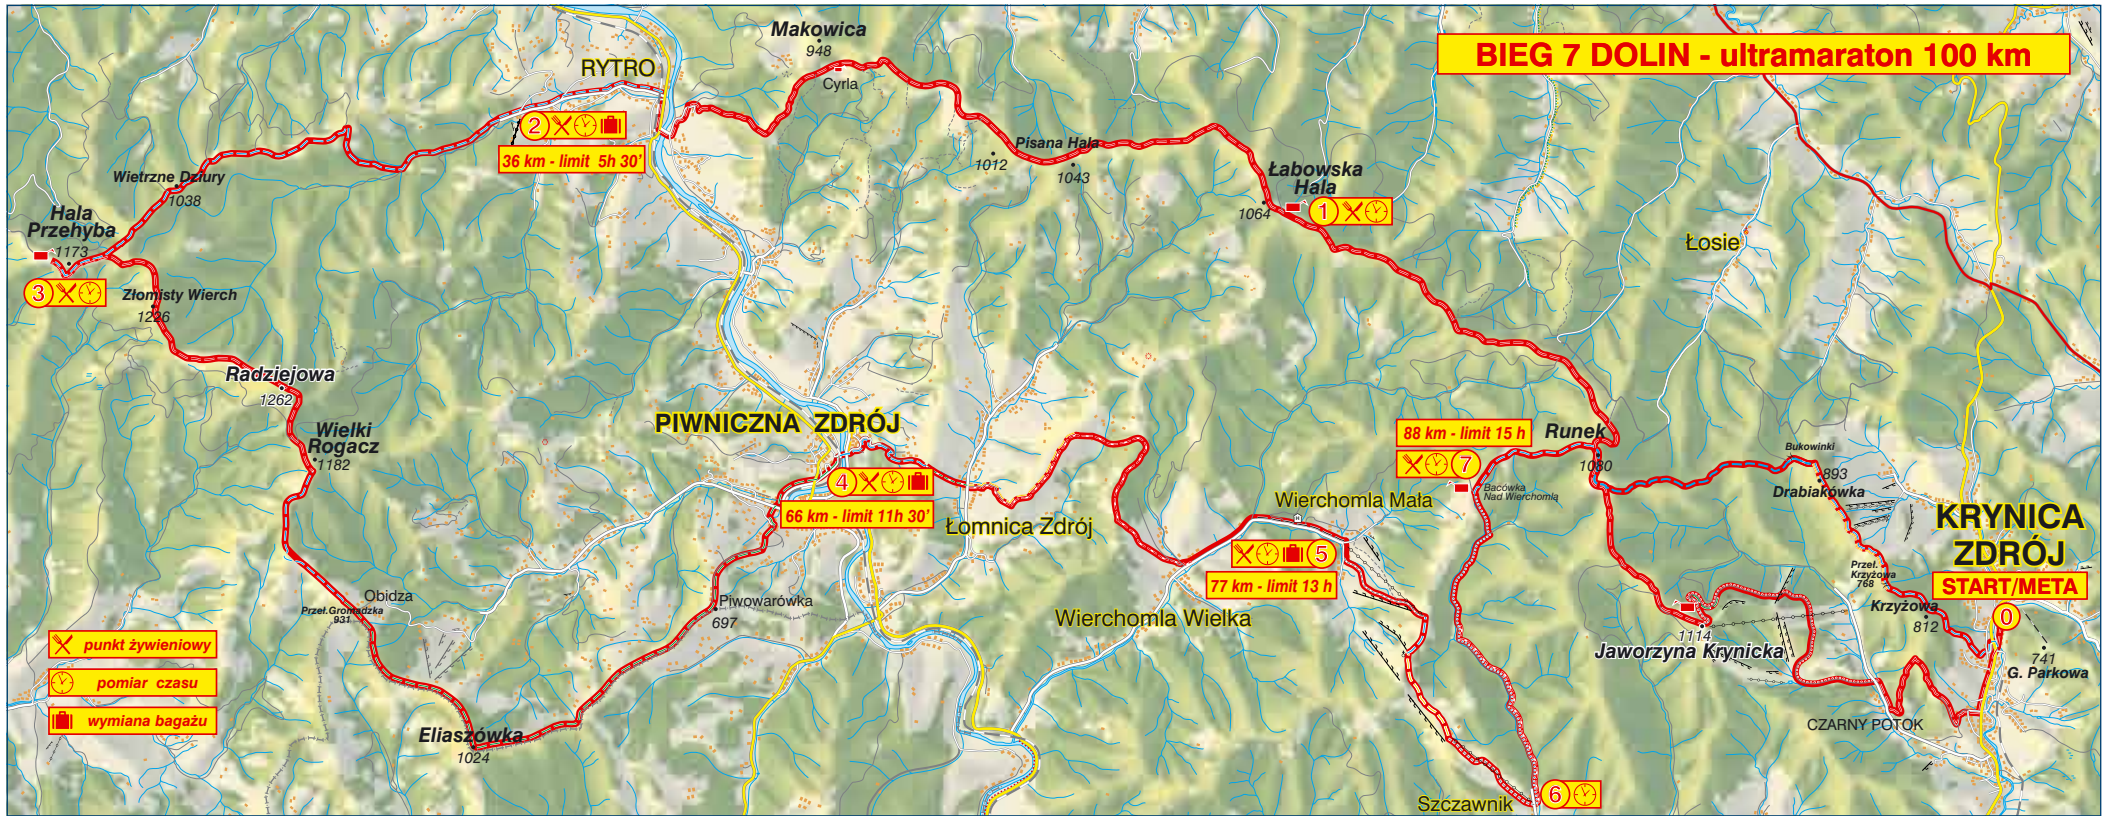 BIEG 7 DOLIN - ultramaraton 100 km
Makowica
948
Cyrla
RYTRO
2
36 km - limit 5h 30'
Pisana Hala
1012
1043
Łabowska
Hala
1064
1
Łosie
Wietrzne Dziury
1038
Hala
Przehyba
1173
3
Złomisty Wierch
1226
Radziejowa
1262
Wielki
Rogacz
1182
PIWNICZNA ZDRÓJ
4
66 km - limit 11h 30'
Łomnica Zdrój
88 km - limit 15 h
7
Runek
1080
Bacówka
Nad Wierchomlą
Wierchomla Mała
5
77 km - limit 13 h
Wierchomla Wielka
Bukowinki
893
Drabiakówka
KRYNICA
ZDRÓJ
START/META
0
Przeł.
Krzyżowa
768
Krzyżowa
812
741
G. Parkowa
1114
Jaworzyna Krynicka
CZARNY POTOK
Obidza
Przeł.Gromadzka
931
Piwowarówka
697
Eliaszówka
1024
Szczawnik
6
punkt żywieniowy
pomiar czasu
wymiana bagażu